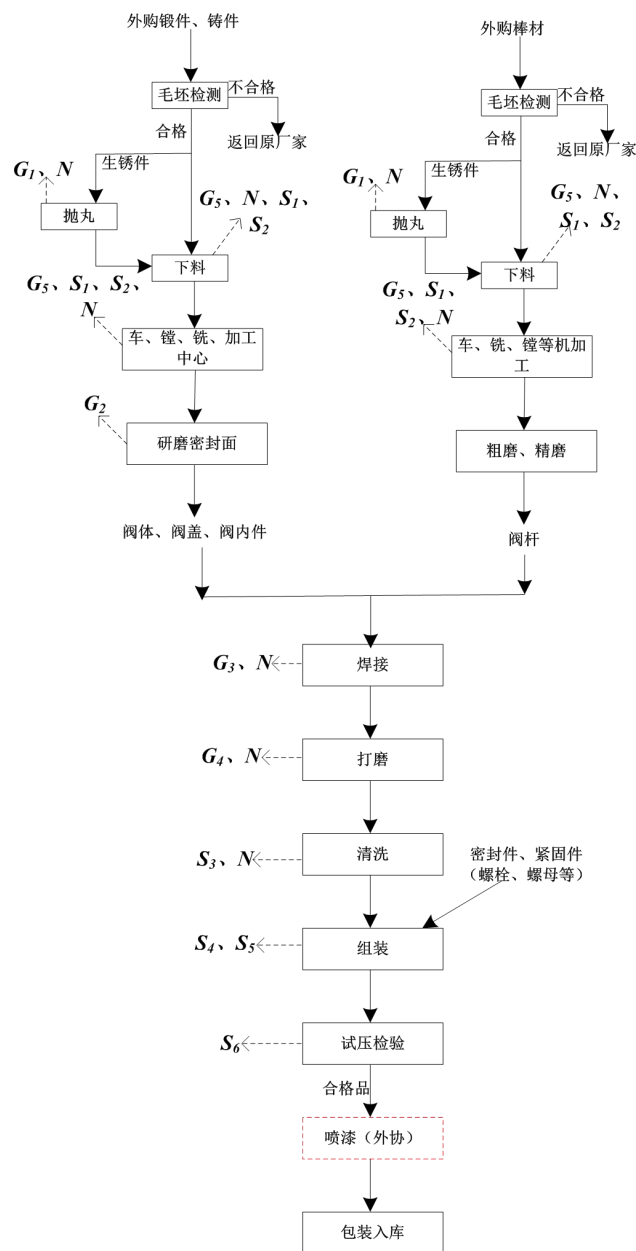 外购锻件、铸件
毛坯检测
不合格
合格
返回原厂家
生锈件
G₁、N
抛丸
G₅、N、S₁、
S₂
下料
G₅、S₁、S₂、
N
车、镗、铣、加工
中心
G₂
研磨密封面
阀体、阀盖、阀内件
外购棒材
毛坯检测
不合格
合格
返回原厂家
生锈件
G₁、N
抛丸
G₅、N、
S₁、S₂
下料
G₅、S₁、
S₂、N
车、铣、镗等机加
工
粗磨、精磨
阀杆
G₃、N
焊接
G₄、N
打磨
S₃、N
清洗
密封件、紧固件
（螺栓、螺母等）
S₄、S₅
组装
S₆
试压检验
合格品
喷漆（外协）
包装入库